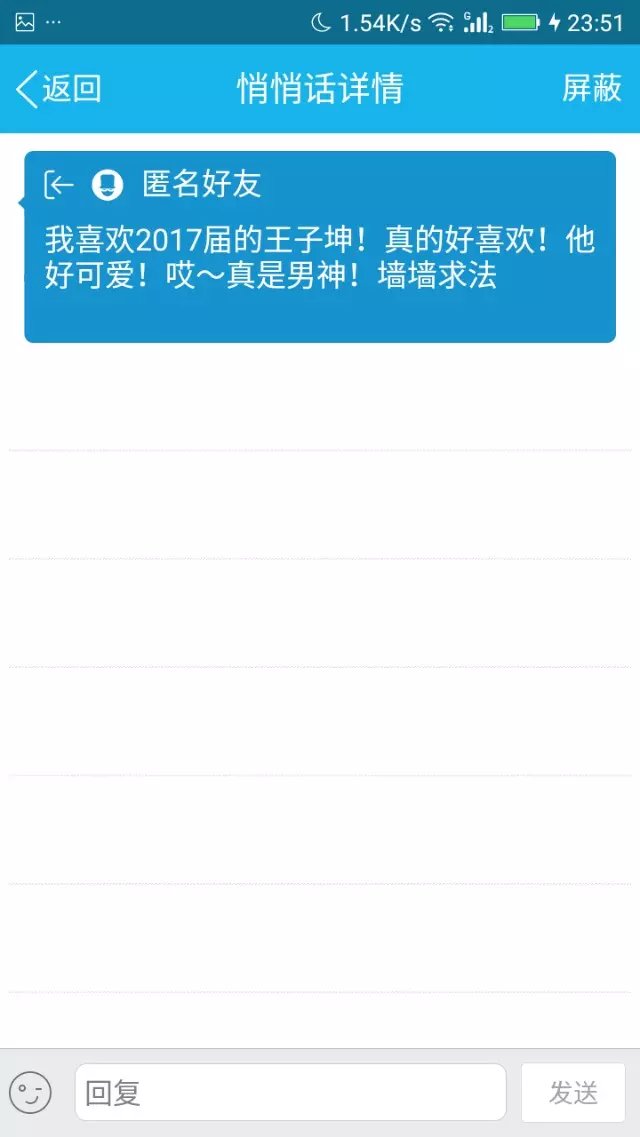 1.54K/s G 2 23:51
返回 悄悄话详情 屏蔽
匿名好友
我喜欢2017届的王子坤！真的好喜欢！他
好可爱！哎～真是男神！墙墙求法
回复 发送